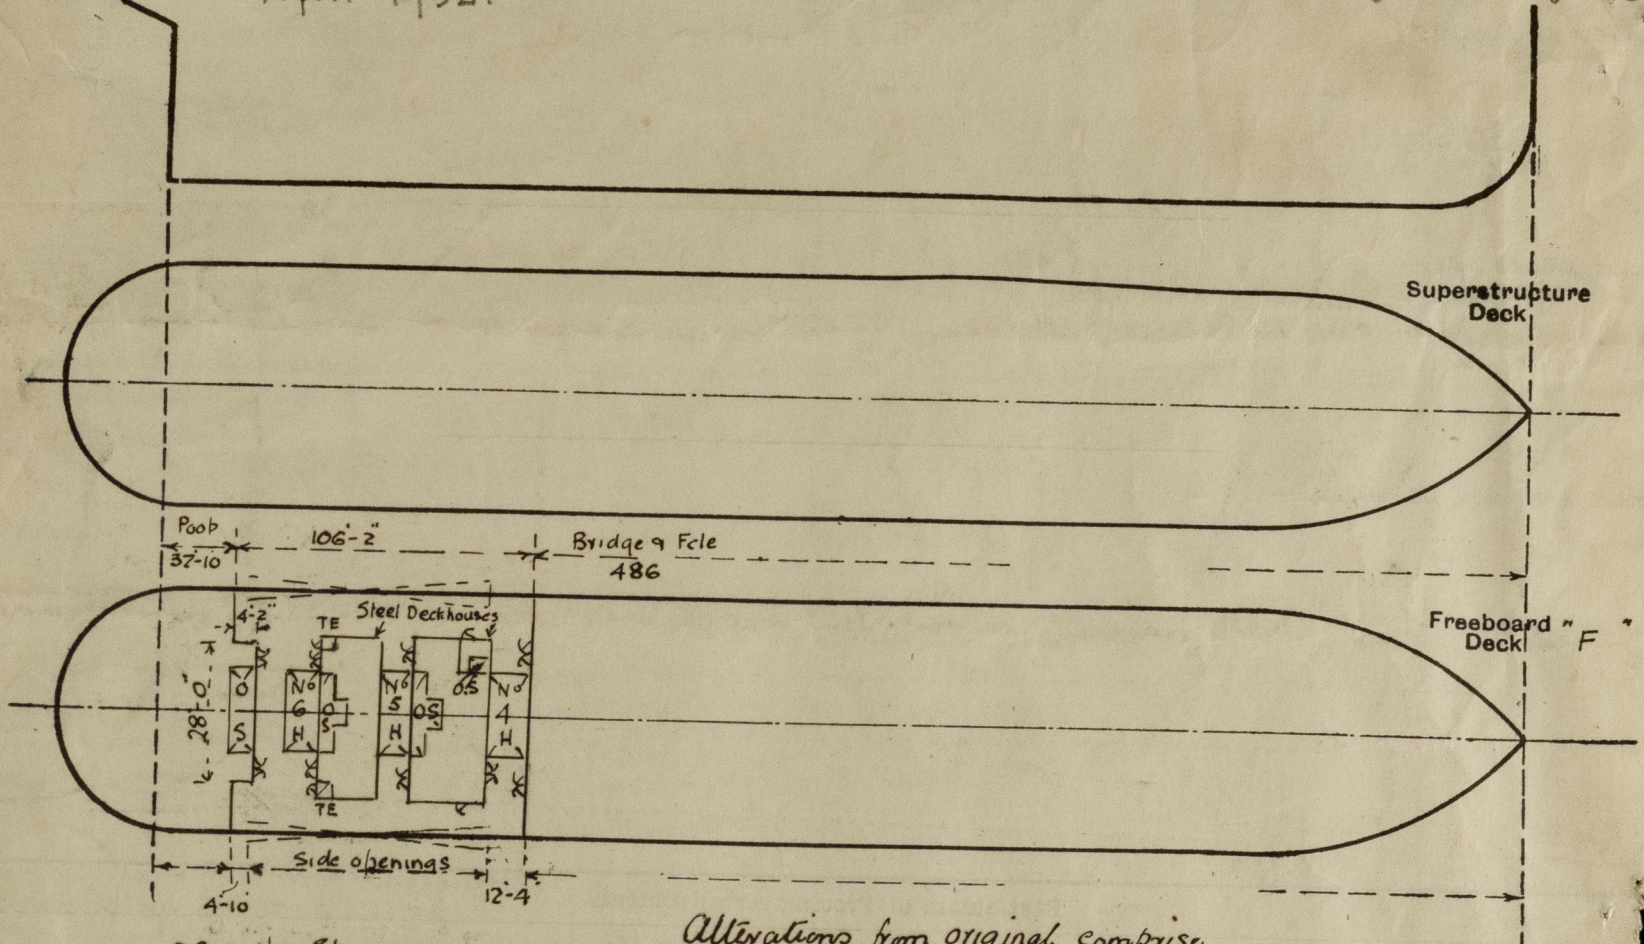 Superstructure
Deck
Poop
37'-10
106'-2"
Bridge & Fcle
486
4'-2"
TE
Steel Deckhouses
Freeboard
Deck "F"
28'-0"
O
S
No
6
H
O
S
No
5
H
OS
O.S
No
4
H
TE
Side openings
4'-10
12'-4"
Alterations from original comprise